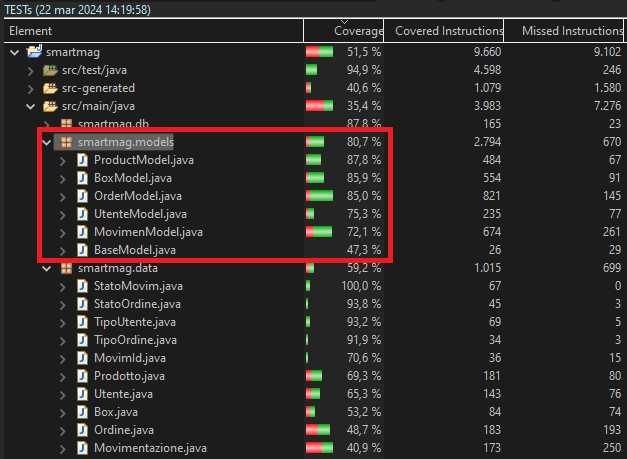 TESTs (22 mar 2024 14:19:58)
Element Coverage Covered Instructions Missed Instructions
smartmag 51,5 % 9.660 9.102
src/test/java 94,9 % 4.598 246
src-generated 40,6 % 1.079 1.580
src/main/java 35,4 % 3.983 7.276
smartmag.db 87,8 % 165 23
smartmag.models 80,7 % 2.794 670
ProductModel.java 87,8 % 484 67
BoxModel.java 85,9 % 554 91
OrderModel.java 85,0 % 821 145
UtenteModel.java 75,3 % 235 77
MovimenModel.java 72,1 % 674 261
BaseModel.java 47,3 % 26 29
smartmag.data 59,2 % 1.015 699
StatoMovim.java 100,0 % 67 0
StatoOrdine.java 93,8 % 45 3
TipoUtente.java 93,2 % 69 5
TipoOrdine.java 91,9 % 34 3
MovimId.java 70,6 % 36 15
Prodotto.java 69,3 % 181 80
Utente.java 65,3 % 143 76
Box.java 53,2 % 84 74
Ordine.java 48,7 % 183 193
Movimentazione.java 40,9 % 173 250